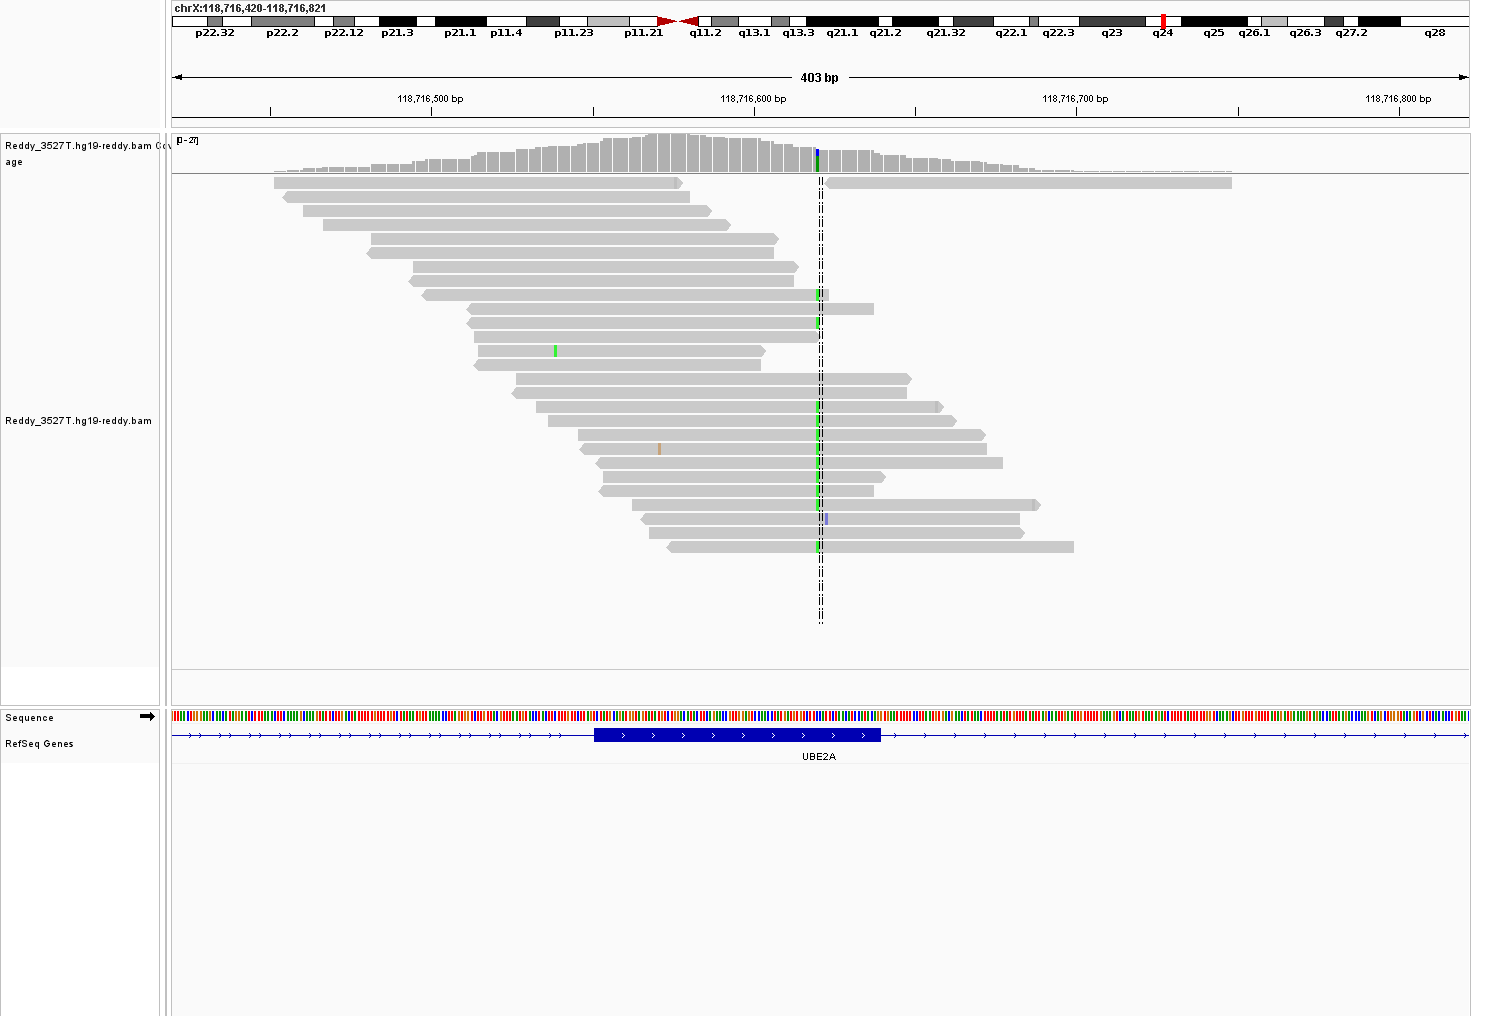 chrX:118,716,420-118,716,821
p22.32 p22.2 p22.12 p21.3 p21.1 p11.4 p11.23 p11.21 q11.2 q13.1 q13.3 q21.1 q21.2 q21.32 q22.1 q22.3 q23 q24 q25 q26.1 q26.3 q27.2 q28
403 bp
118,716,500 bp 118,716,600 bp 118,716,700 bp 118,716,800 bp
Reddy_3527T.hg19-reddy.bam Cov
age
[0 - 27]
Reddy_3527T.hg19-reddy.bam
Sequence
RefSeq Genes
UBE2A